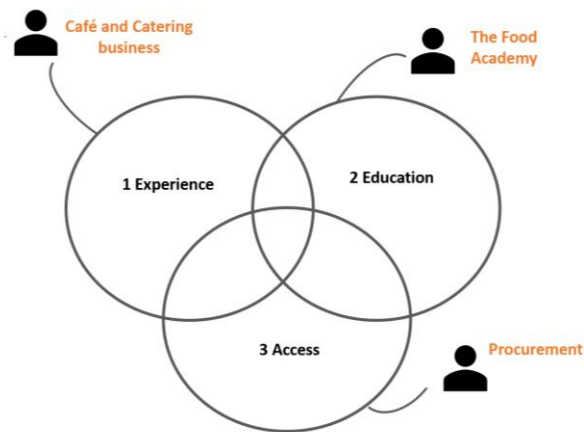 Café and Catering
business
The Food
Academy
1 Experience
2 Education
3 Access
Procurement